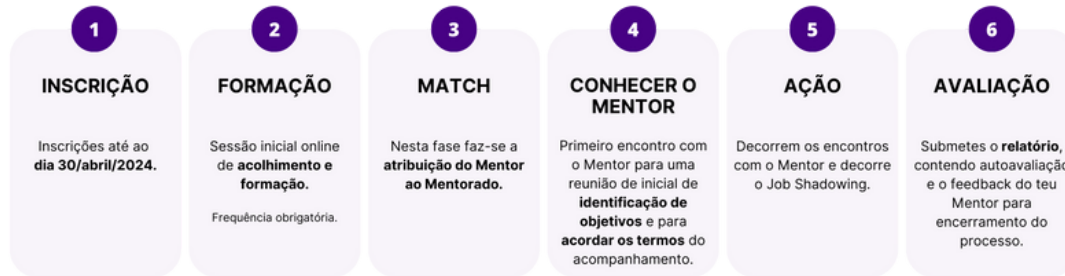 1
INSCRIÇÃO
Inscrições até ao
dia 30/abril/2024.
2
FORMAÇÃO
Sessão inicial online
de acolhimento e
formação.
Frequência obrigatória.
3
MATCH
Nesta fase faz-se a
atribuição do Mentor
ao Mentorado.
4
CONHECER O
MENTOR
Primeiro encontro com
o Mentor para uma
reunião de inicial de
identificação de
objetivos e para
acordar os termos do
acompanhamento.
5
AÇÃO
Decorrem os encontros
com o Mentor e decorre
o Job Shadowing.
6
AVALIAÇÃO
Submetes o relatório,
contendo autoavaliação
e o feedback do teu
Mentor para
encerramento do
processo.